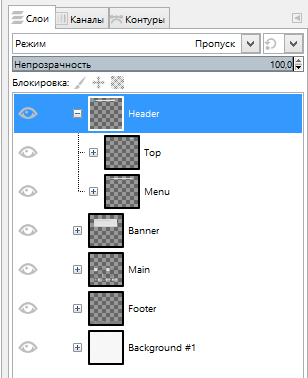 Слои Каналы Контуры
Режим Пропуск
Непрозрачность 100,0
Блокировка:
Header
Top
Menu
Banner
Main
Footer
Background #1